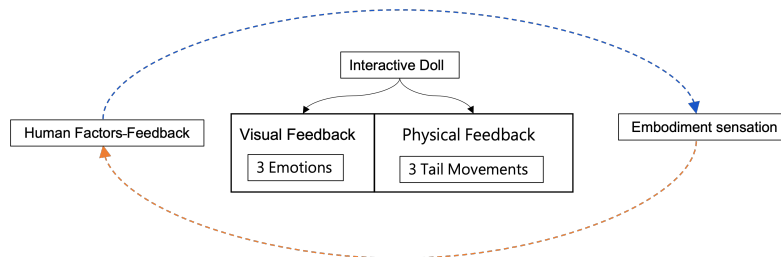 Interactive Doll
Human Factors-Feedback
Visual Feedback
Physical Feedback
Embodiment sensation
3 Emotions
3 Tail Movements